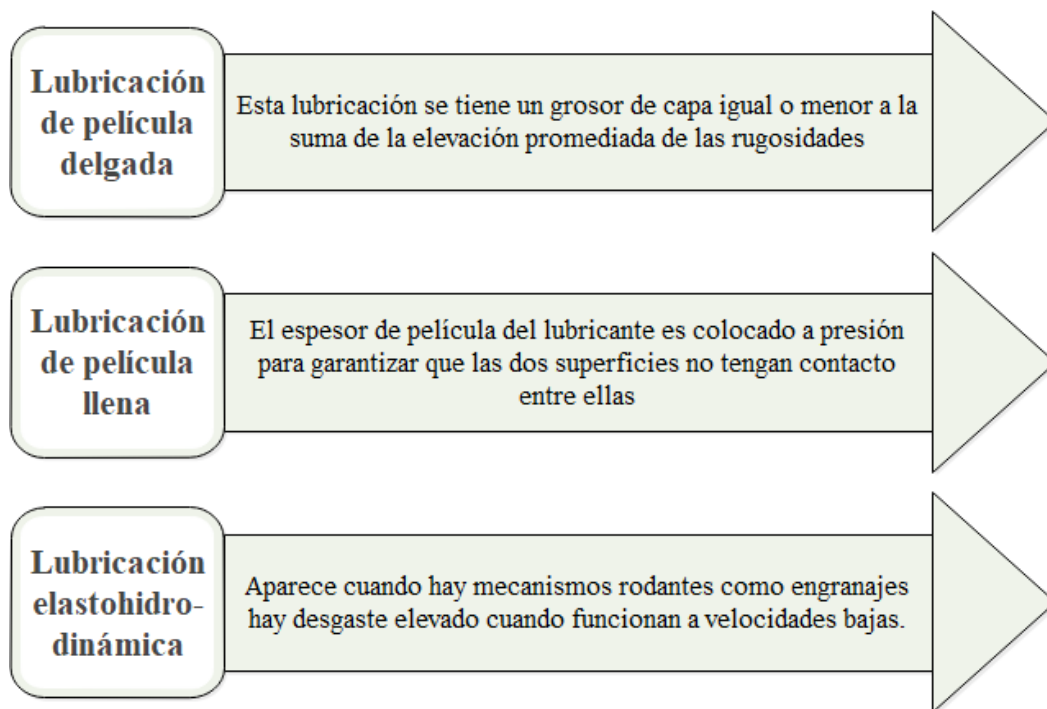 Lubricación
de película
delgada
Esta lubricación se tiene un grosor de capa igual o menor a la
suma de la elevación promediada de las rugosidades
Lubricación
de película
llena
El espesor de película del lubricante es colocado a presión
para garantizar que las dos superficies no tengan contacto
entre ellas
Lubricación
elastohidro-
dinámica
Aparece cuando hay mecanismos rodantes como engranajes
hay desgaste elevado cuando funcionan a velocidades bajas.